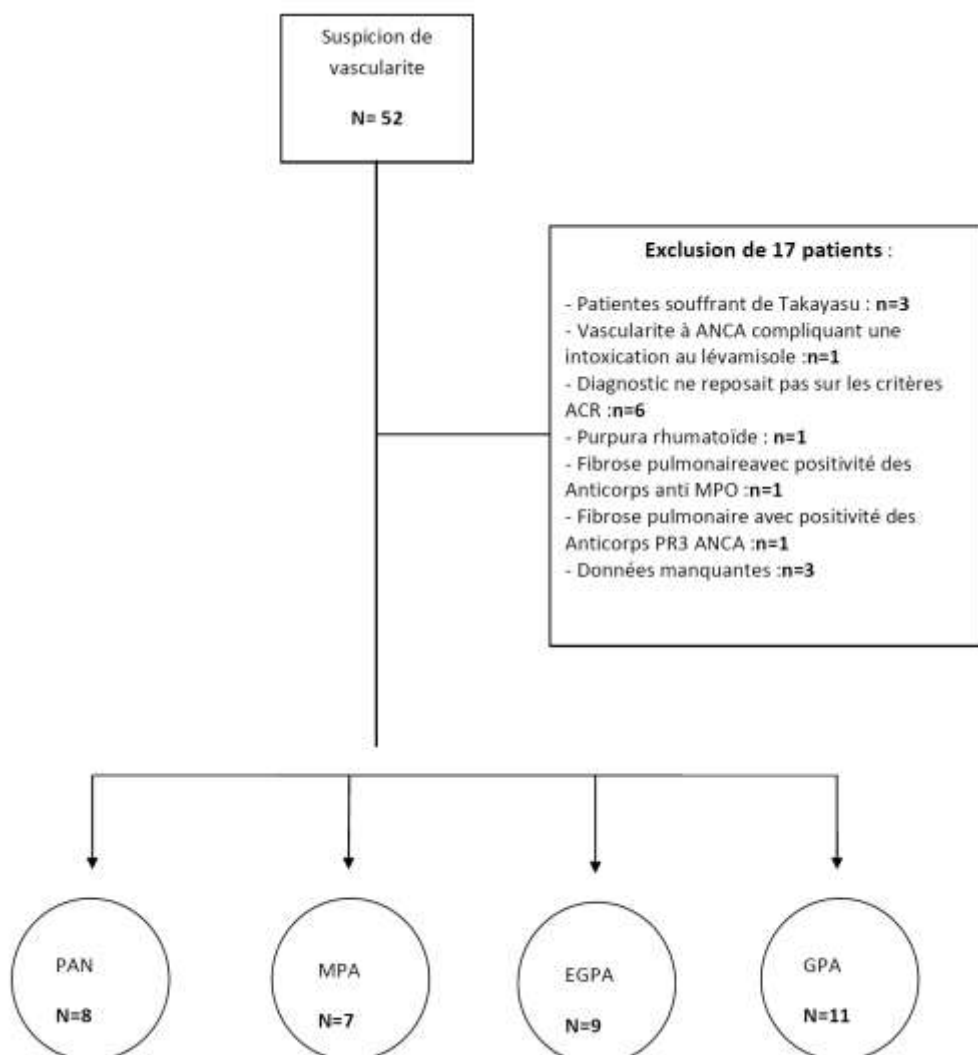 Suspicion de
vascularite
N= 52
Exclusion de 17 patients :
- Patientes souffrant de Takayasu : n=3
- Vascularite à ANCA compliquant une
intoxication au lévamisole :n=1
- Diagnostic ne reposait pas sur les critères
ACR :n=6
- Purpura rhumatoïde : n=1
- Fibrose pulmonaireavec positivité des
Anticorps anti MPO :n=1
- Fibrose pulmonaire avec positivité des
Anticorps PR3 ANCA :n=1
- Données manquantes :n=3
PAN
N=8
MPA
N=7
EGPA
N=9
GPA
N=11